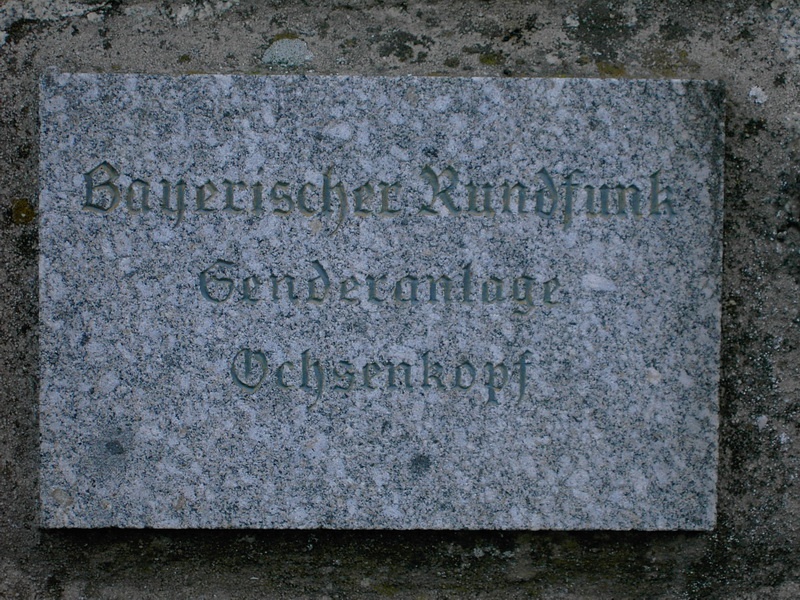 Bayerischer Rundfunk
Senderanlage
Ochsenkopf